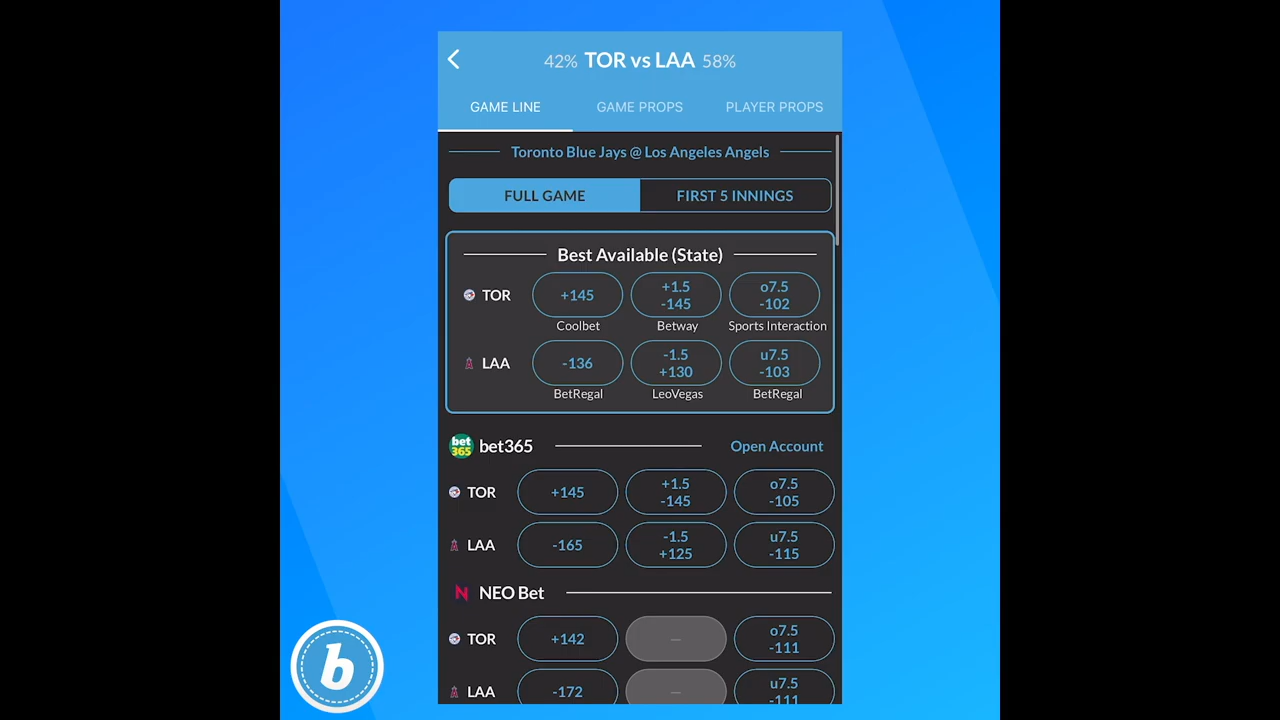 42% TOR vs LAA 58%
GAME LINE GAME PROPS PLAYER PROPS
Toronto Blue Jays @ Los Angeles Angels
FULL GAME FIRST 5 INNINGS
Best Available (State)
TOR +145 +1.5 -145 o7.5 -102
Coolbet Betway Sports Interaction
LAA -136 -1.5 +130 u7.5 -103
BetRegal LeoVegas BetRegal
bet 365 bet365 Open Account
TOR +145 +1.5 -145 o7.5 -105
LAA -165 -1.5 +125 u7.5 -115
N NEO Bet
TOR +142 — o7.5 -111
LAA -172 — u7.5 -111
b